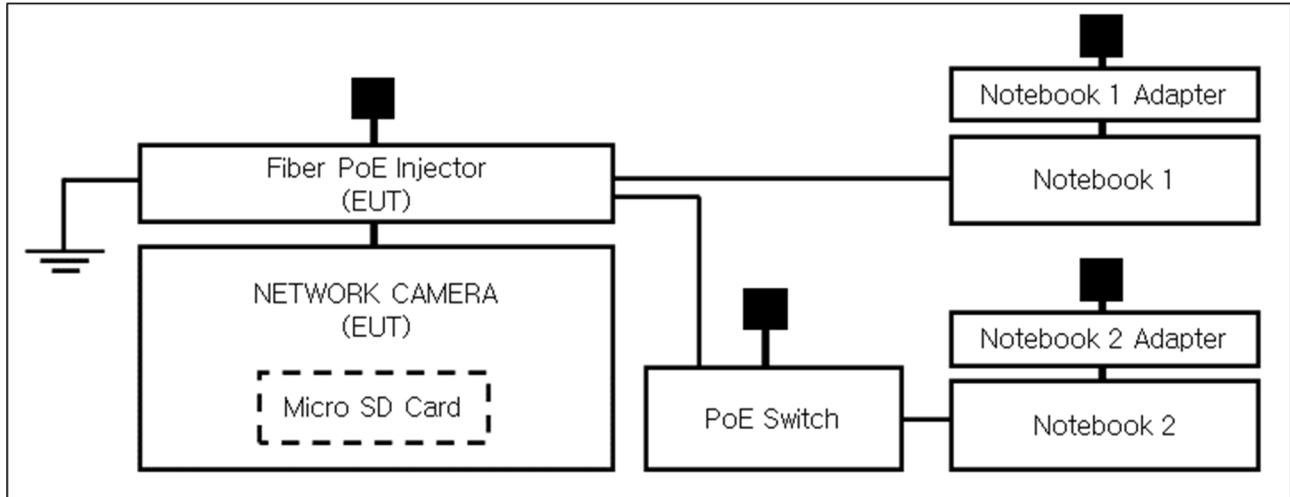 Notebook 1 Adapter
Fiber PoE Injector
(EUT)
Notebook 1
NETWORK CAMERA
(EUT)
Notebook 2 Adapter
Micro SD Card
PoE Switch
Notebook 2